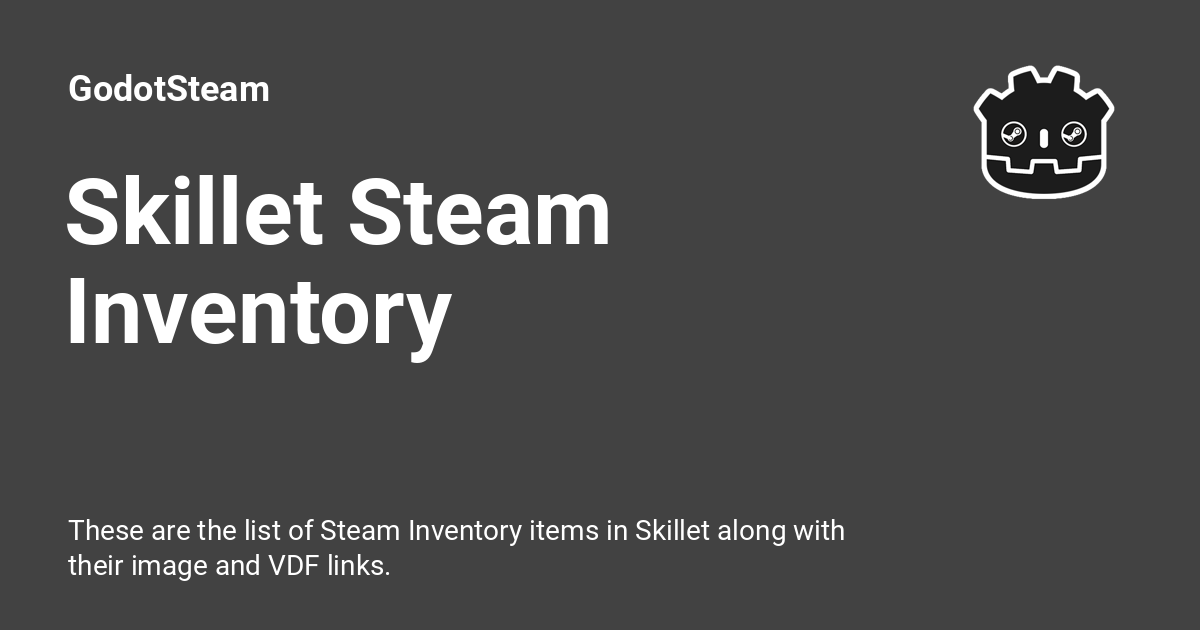 GodotSteam
Skillet Steam
Inventory
These are the list of Steam Inventory items in Skillet along with
their image and VDF links.